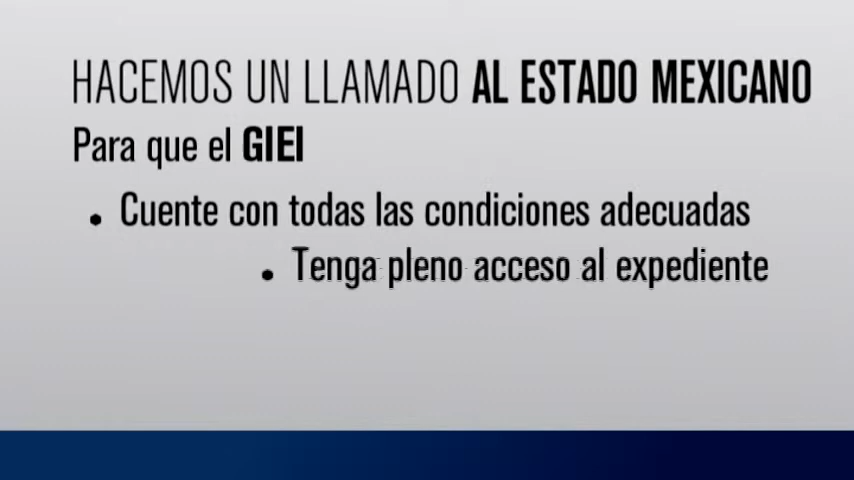 HACEMOS UN LLAMADO AL ESTADO MEXICANO
Para que el GIEI
• Cuente con todas las condiciones adecuadas
• Tenga pleno acceso al expediente